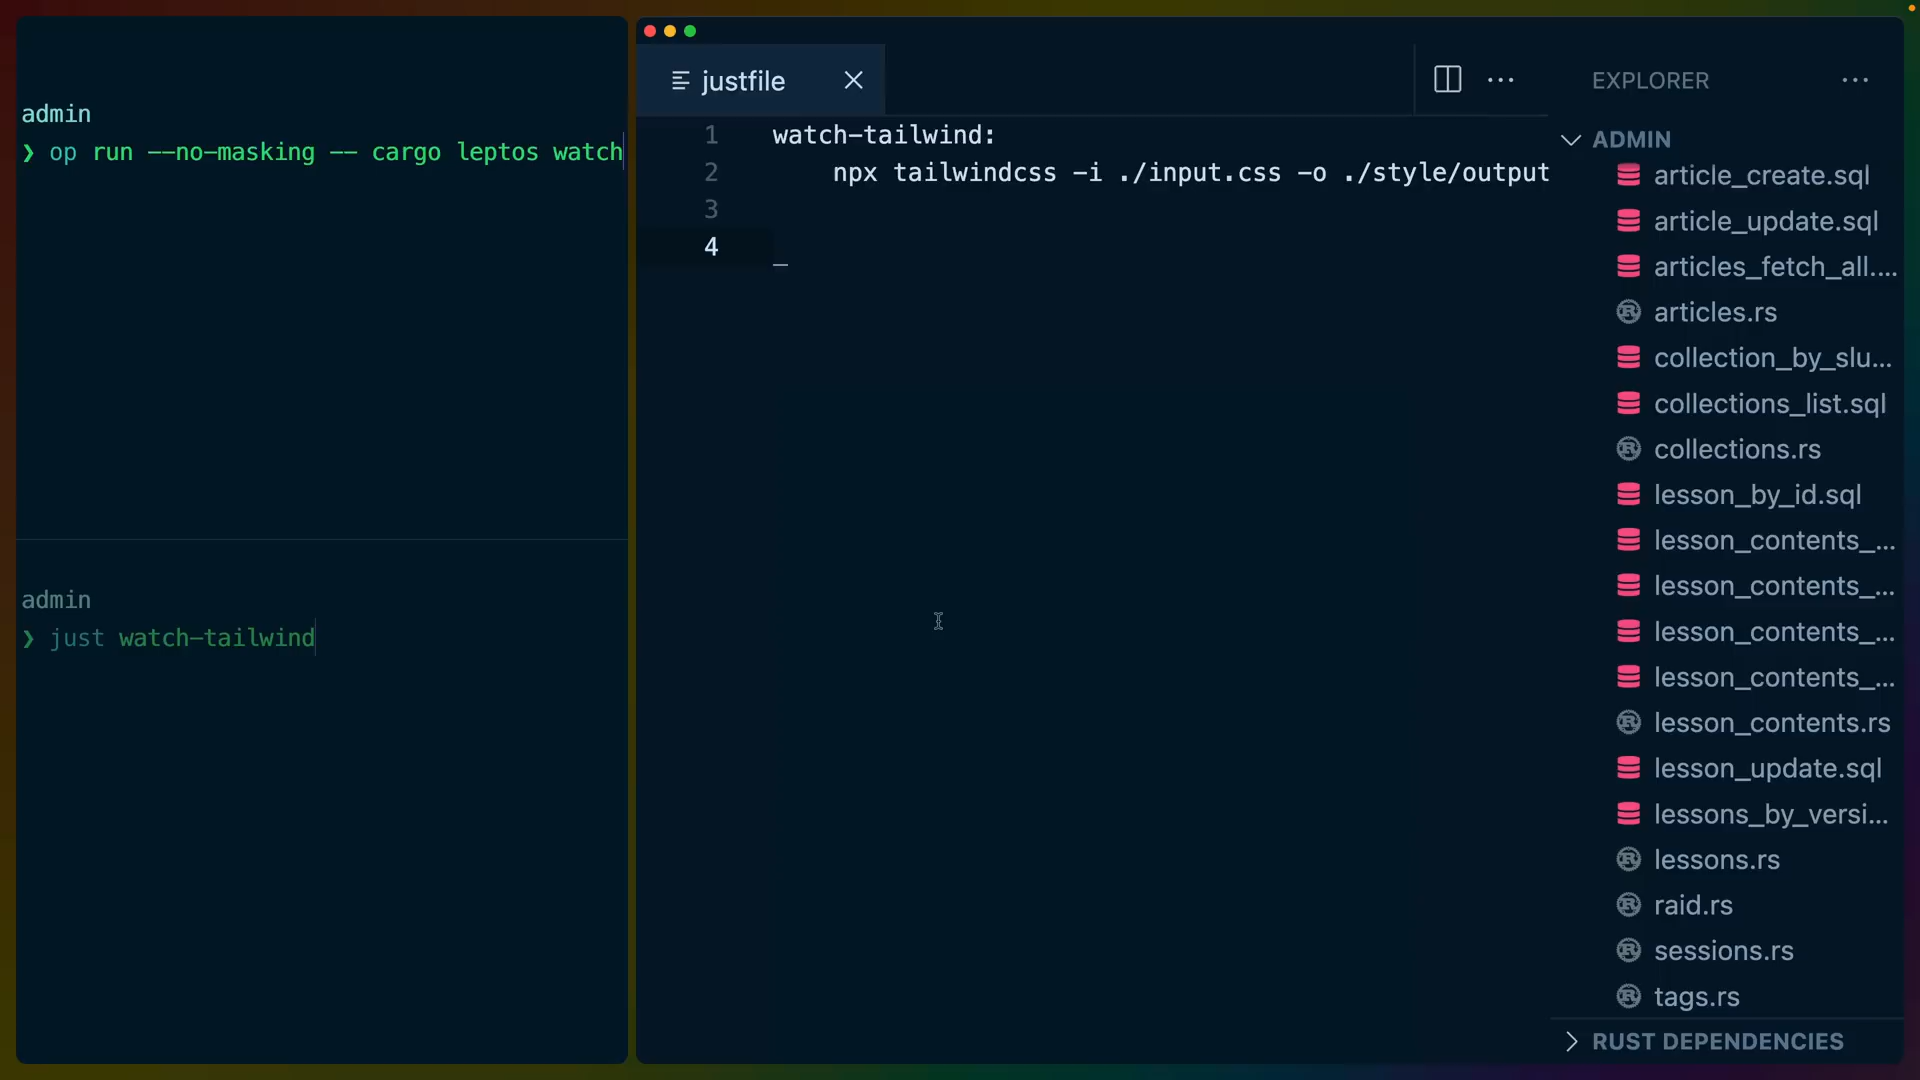 admin
❯ op run --no-masking -- cargo leptos watch
admin
❯ just watch-tailwind
justfile
1 watch-tailwind:
2 npx tailwindcss -i ./input.css -o ./style/output
3
4
EXPLORER
ADMIN
article_create.sql
article_update.sql
articles_fetch_all....
articles.rs
collection_by_slu...
collections_list.sql
collections.rs
lesson_by_id.sql
lesson_contents_...
lesson_contents_...
lesson_contents_...
lesson_contents_...
lesson_contents.rs
lesson_update.sql
lessons_by_versi...
lessons.rs
raid.rs
sessions.rs
tags.rs
RUST DEPENDENCIES